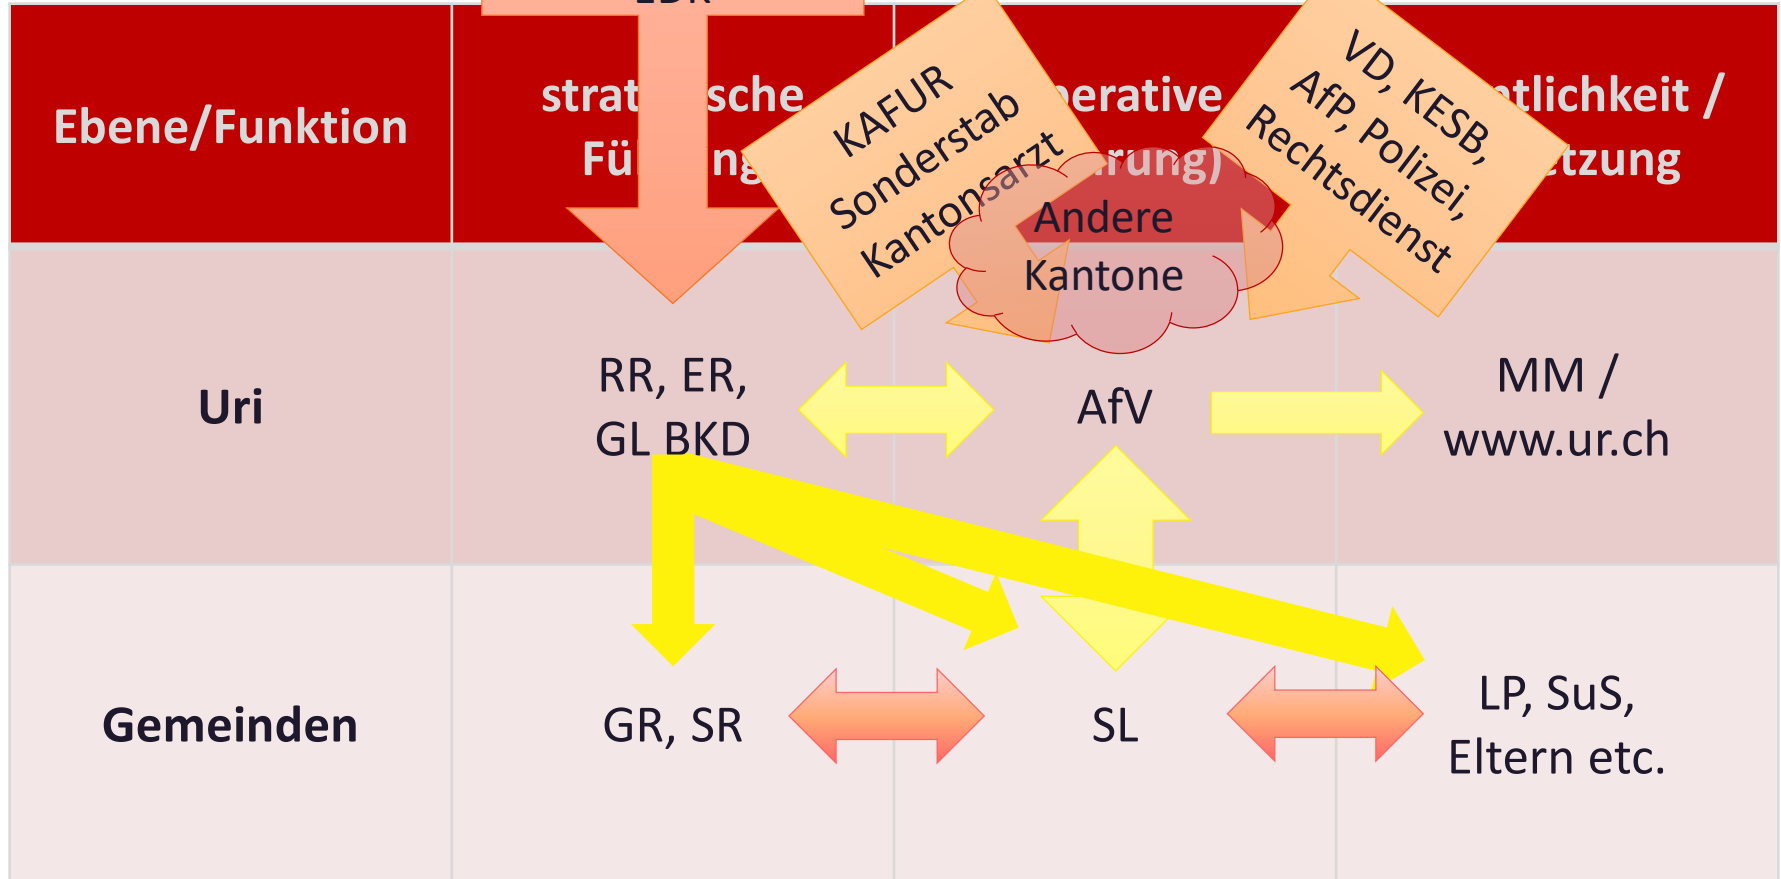 Ebene/Funktion
KAFUR
Sonderstab
Kantonsarzt
VD, KESB,
AfP, Polizei,
Rechtsdienst
Andere
Kantone
Uri
RR, ER,
GL BKD
AfV
MM /
www.ur.ch
Gemeinden
GR, SR
SL
LP, SuS,
Eltern etc.